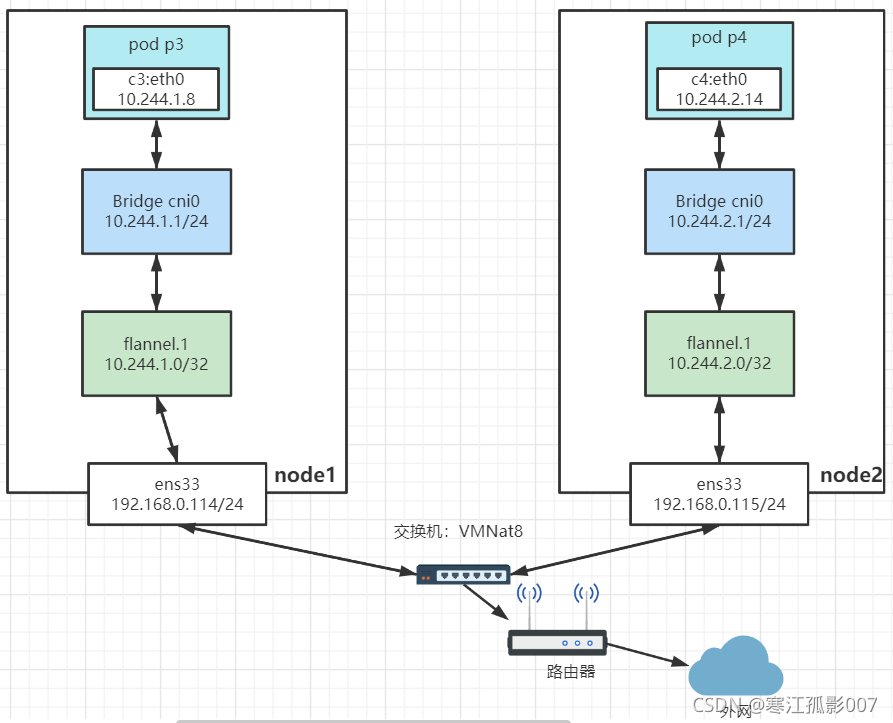 pod p3
c3:eth0
10.244.1.8
Bridge cni0
10.244.1.1/24
flannel.1
10.244.1.0/32
ens33
192.168.0.114/24
node1
pod p4
c4:eth0
10.244.2.14
Bridge cni0
10.244.2.1/24
flannel.1
10.244.2.0/32
ens33
192.168.0.115/24
node2
交换机：VMNat8
路由器
外网
CSDN @寒江孤影007